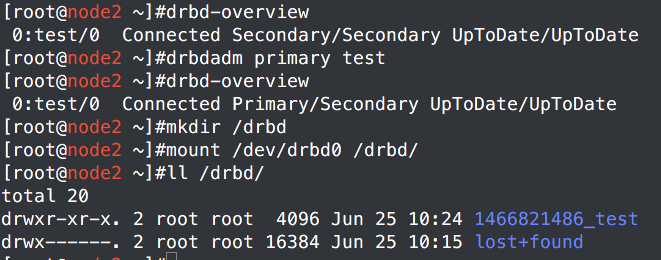 [root@node2 ~]#drbd-overview
 0:test/0  Connected Secondary/Secondary UpToDate/UpToDate
[root@node2 ~]#drbdadm primary test
[root@node2 ~]#drbd-overview
 0:test/0  Connected Primary/Secondary UpToDate/UpToDate
[root@node2 ~]#mkdir /drbd
[root@node2 ~]#mount /dev/drbd0 /drbd/
[root@node2 ~]#ll /drbd/
total 20
drwxr-xr-x. 2 root root  4096 Jun 25 10:24 1466821486_test
drwx------. 2 root root 16384 Jun 25 10:15 lost+found
[root@node2 ~]#